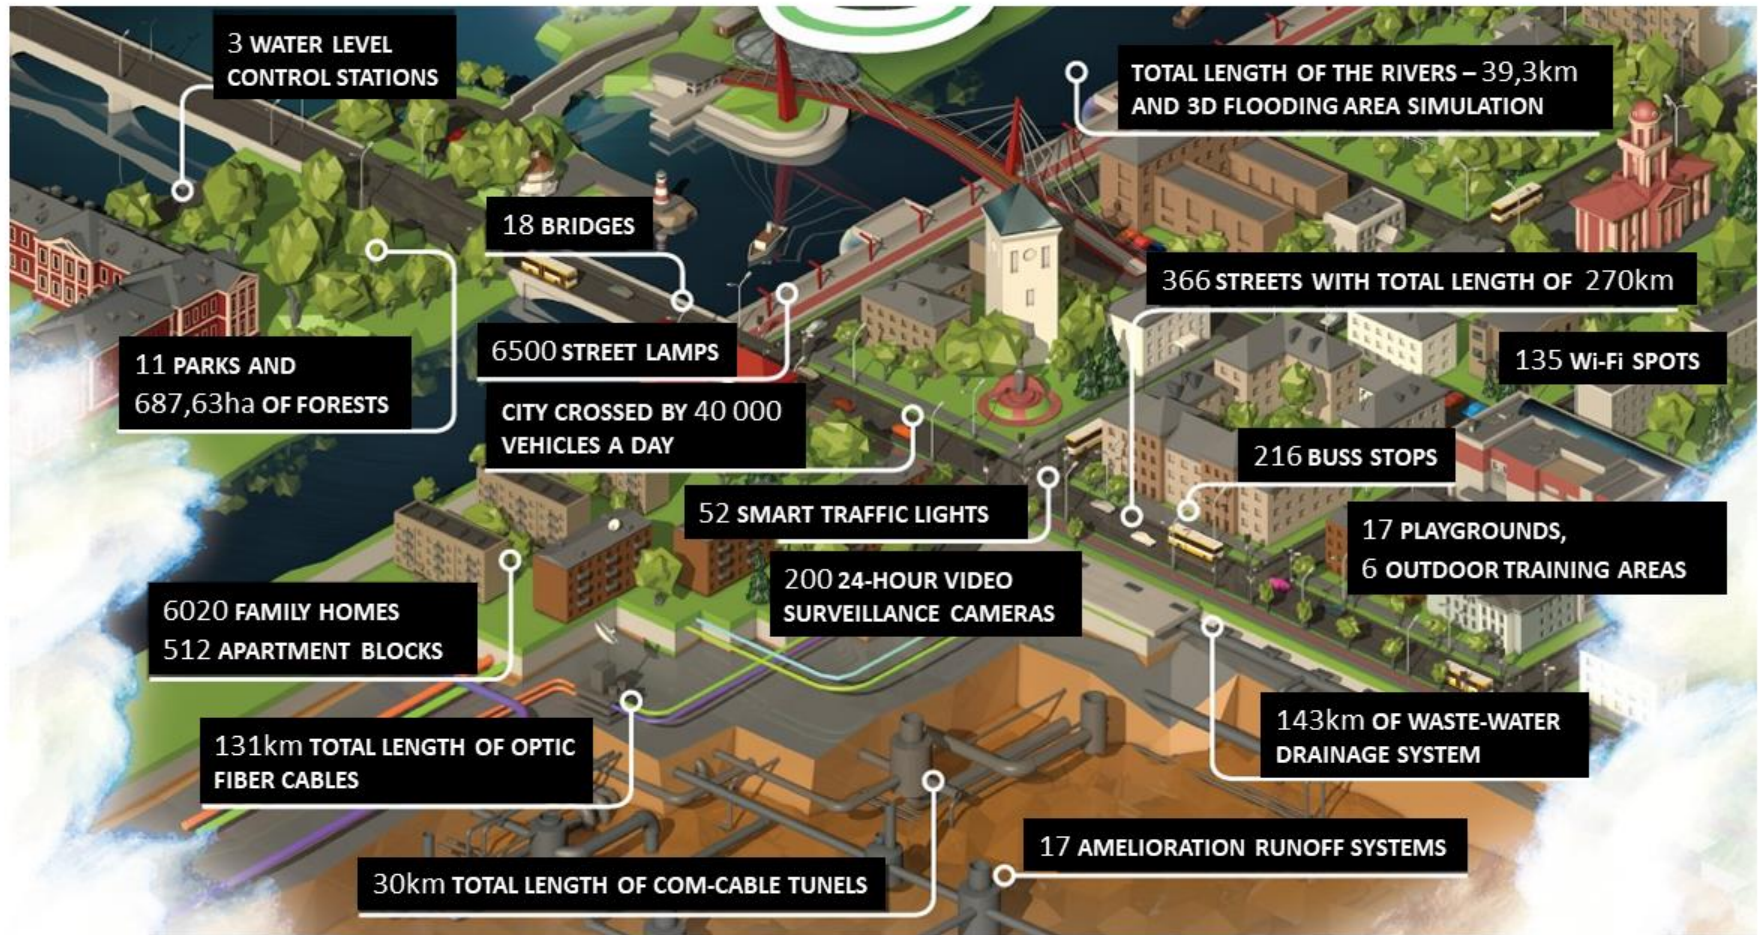 3 WATER LEVEL
CONTROL STATIONS
TOTAL LENGTH OF THE RIVERS – 39,3km
AND 3D FLOODING AREA SIMULATION
18 BRIDGES
366 STREETS WITH TOTAL LENGTH OF 270km
11 PARKS AND
687,63ha OF FORESTS
6500 STREET LAMPS
135 Wi-Fi SPOTS
CITY CROSSED BY 40 000
VEHICLES A DAY
216 BUSS STOPS
52 SMART TRAFFIC LIGHTS
17 PLAYGROUNDS,
6 OUTDOOR TRAINING AREAS
200 24-HOUR VIDEO
SURVEILLANCE CAMERAS
6020 FAMILY HOMES
512 APARTMENT BLOCKS
131km TOTAL LENGTH OF OPTIC
FIBER CABLES
143km OF WASTE-WATER
DRAINAGE SYSTEM
17 AMELIORATION RUNOFF SYSTEMS
30km TOTAL LENGTH OF COM-CABLE TUNELS